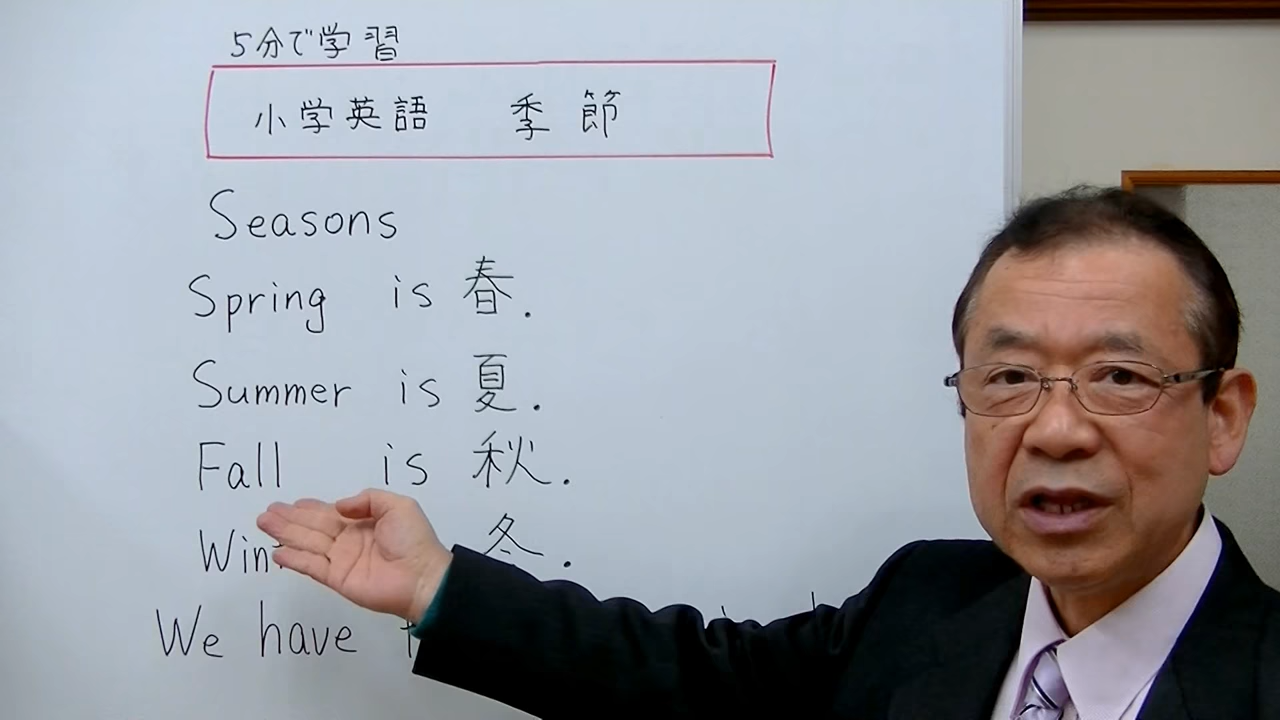 5分で学習
小学英語 季節
Seasons
Spring is 春.
Summer is 夏.
Fall is 秋.
冬.
We have